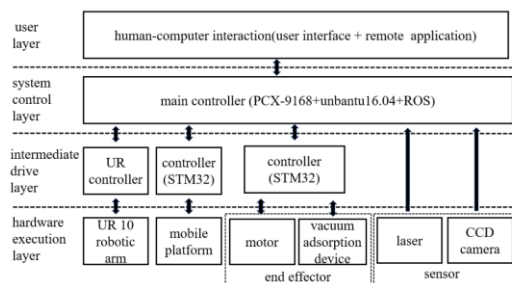 user
layer
human-computer interaction(user interface + remote application)
system
control
layer
main controller (PCX-9168+unbantu16.04+ROS)
intermediate
drive
layer
UR
controller
controller
(STM32)
controller
(STM32)
hardware
execution
layer
UR 10
robotic
arm
mobile
platform
motor
vacuum
adsorption
device
laser
CCD
camera
end effector
sensor